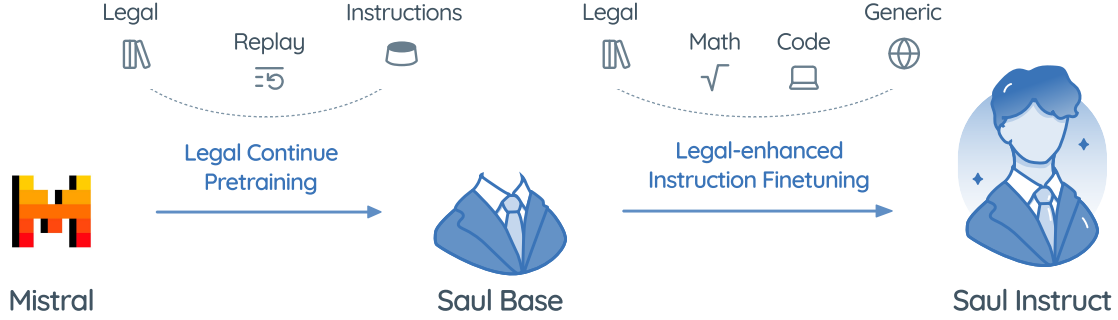 Legal
Replay
Instructions
Legal
Math
Code
Generic
Legal Continue
Pretraining
Legal-enhanced
Instruction Finetuning
Mistral
Saul Base
Saul Instruct